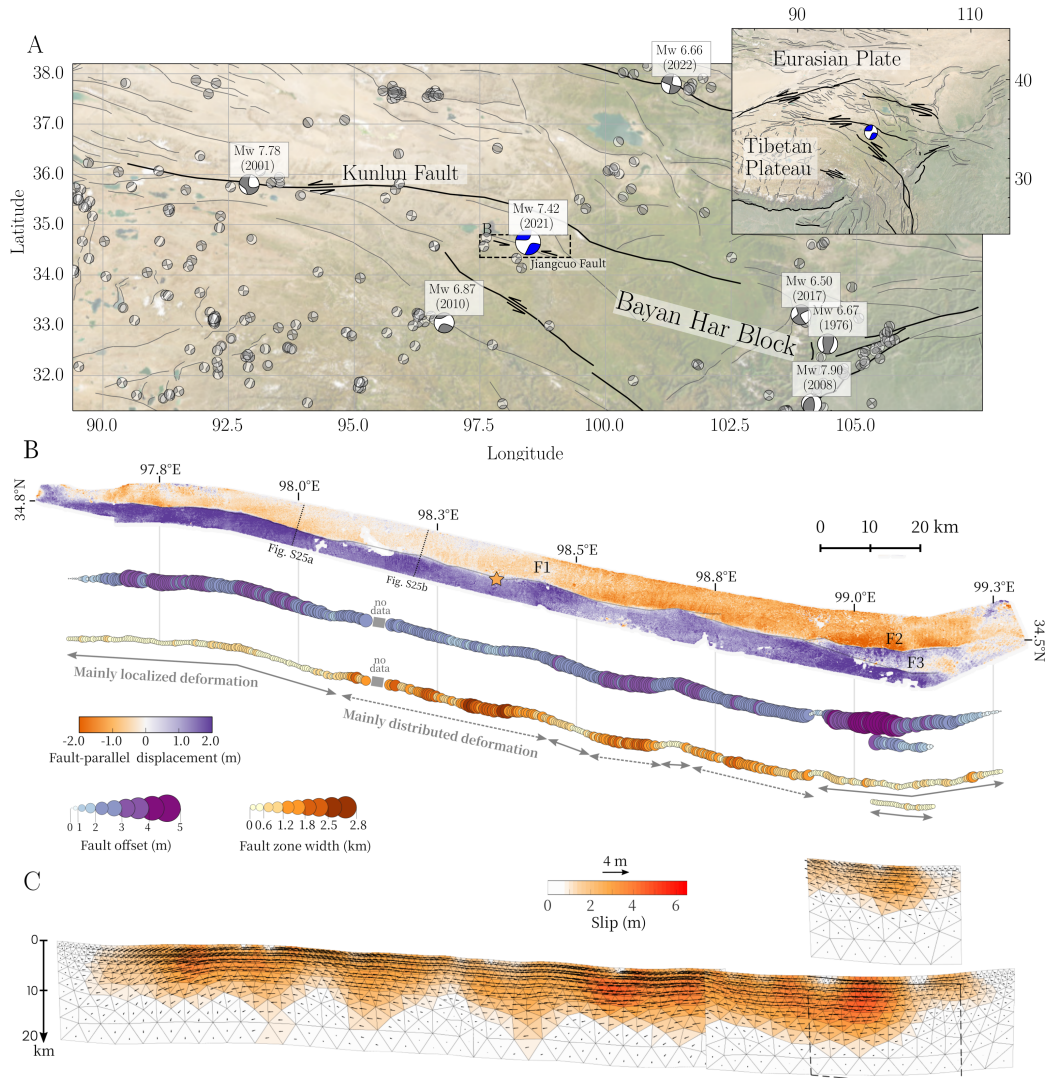 A
90
110
Eurasian Plate
40
Tibetan
Plateau
30
38.2
37.0
36.0
35.0
34.0
33.0
32.0
Latitude
Mw 6.66
(2022)
Mw 7.78
(2001)
Kunlun Fault
Mw 7.42
(2021)
B
Jiangcuo Fault
Mw 6.87
(2010)
Mw 6.50
(2017)
Mw 6.67
(1976)
Bayan Har Block
Mw 7.90
(2008)
90.0
92.5
95.0
97.5
100.0
102.5
105.0
Longitude
B
97.8°E
98.0°E
98.3°E
98.5°E
98.8°E
99.0°E
99.3°E
34.8°N
34.5°N
0 10 20 km
Fig. S25a
Fig. S25b
F1
F2
F3
no
data
no
data
Mainly localized deformation
Mainly distributed deformation
-2.0 -1.0 0 1.0 2.0
Fault-parallel displacement (m)
0 1 2 3 4 5
Fault offset (m)
0 0.6 1.2 1.8 2.5 2.8
Fault zone width (km)
C
4 m
0 2 4 6
Slip (m)
0
10
20
km